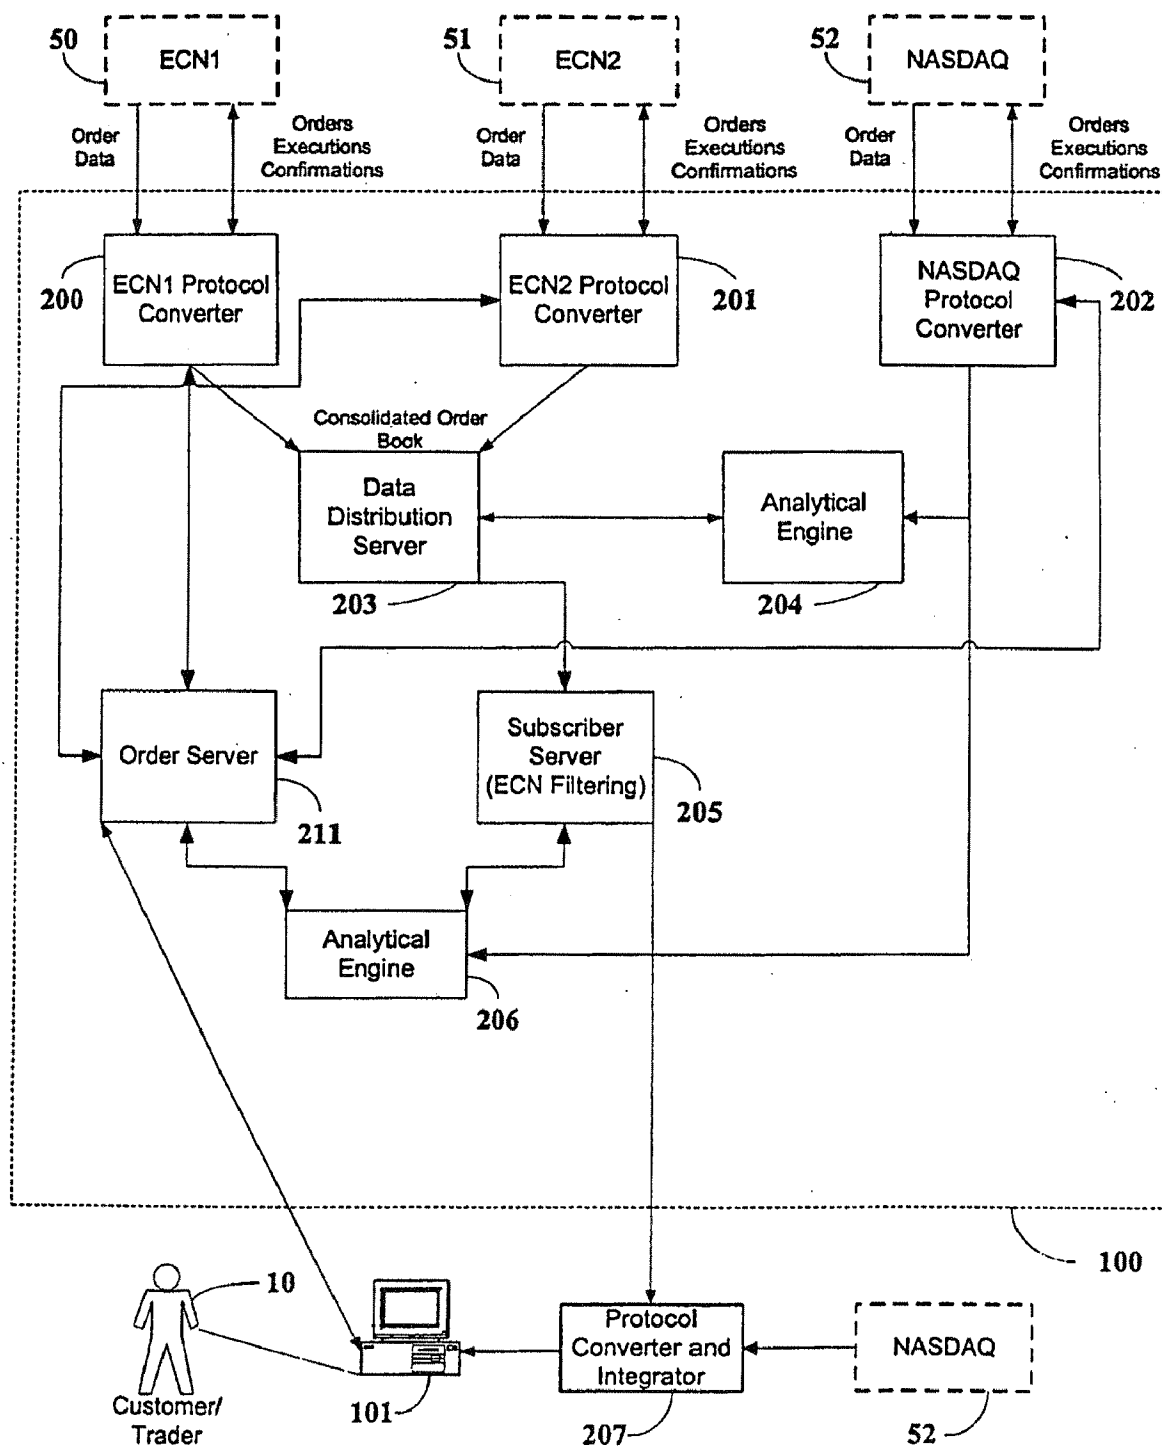 50
ECN1
51
ECN2
52
NASDAQ
Order
Data
Orders
Executions
Confirmations
Order
Data
Orders
Executions
Confirmations
Order
Data
Orders
Executions
Confirmations
200
ECN1 Protocol
Converter
ECN2 Protocol
Converter
201
NASDAQ
Protocol
Converter
202
Consolidated Order
Book
Data
Distribution
Server
203
Analytical
Engine
204
Order Server
211
Subscriber
Server
(ECN Filtering)
205
Analytical
Engine
206
100
10
Customer/
Trader
101
Protocol
Converter and
Integrator
207
NASDAQ
52